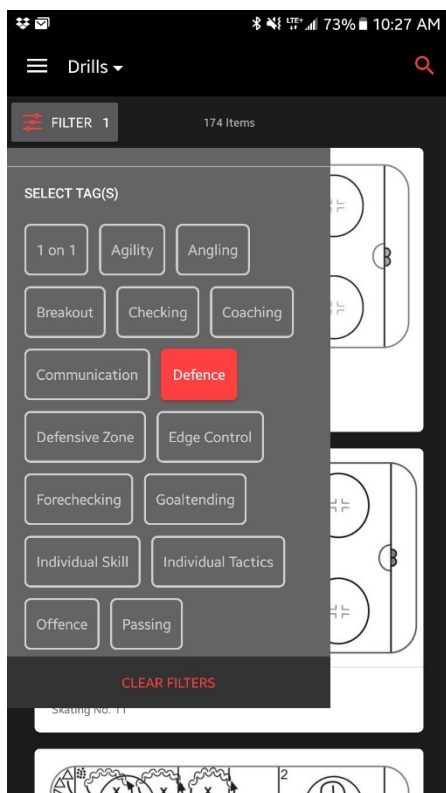 LTE+ 73% 10:27 AM
Drills
FILTER 1 174 Items
SELECT TAG(S)
1 on 1 Agility Angling
Breakout Checking Coaching
Communication Defence
Defensive Zone Edge Control
Forechecking Goaltending
Individual Skill Individual Tactics
Offence Passing
CLEAR FILTERS
Skating No. 11
2
X X X